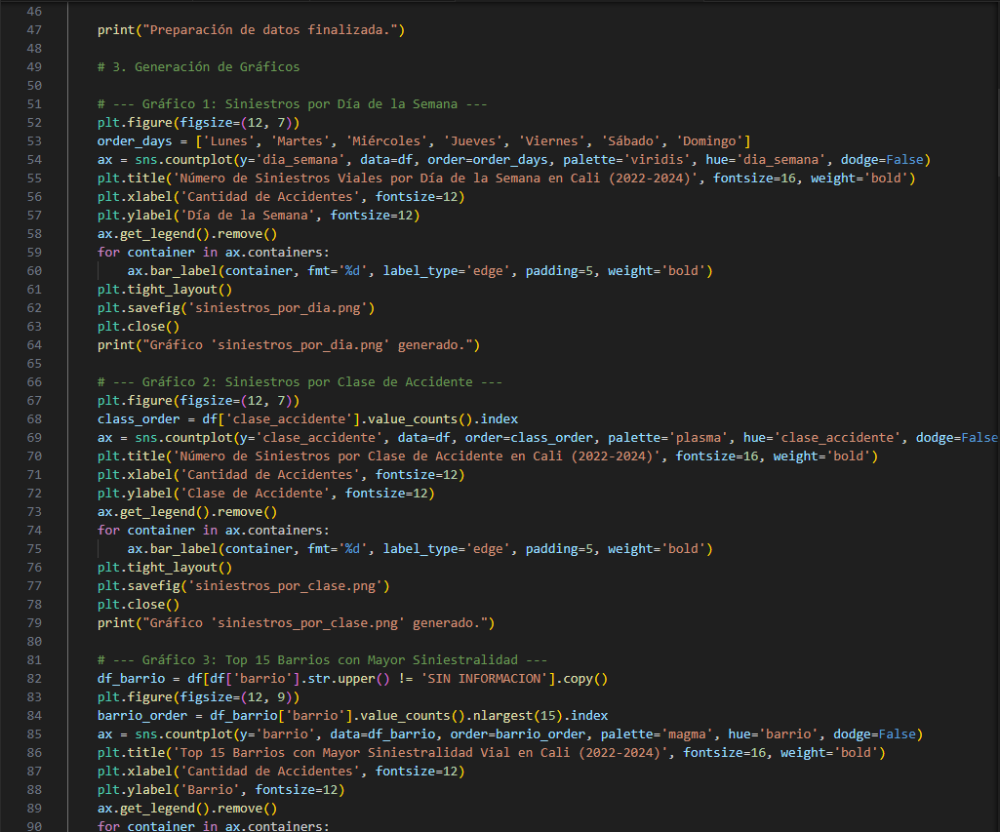 46
47 print("Preparación de datos finalizada.")
48
49 # 3. Generación de Gráficos
50
51 # --- Gráfico 1: Siniestros por Día de la Semana ---
52 plt.figure(figsize=(12, 7))
53 order_days = ['Lunes', 'Martes', 'Miércoles', 'Jueves', 'Viernes', 'Sábado', 'Domingo']
54 ax = sns.countplot(y='dia_semana', data=df, order=order_days, palette='viridis', hue='dia_semana', dodge=False)
55 plt.title('Número de Siniestros Viales por Día de la Semana en Cali (2022-2024)', fontsize=16, weight='bold')
56 plt.xlabel('Cantidad de Accidentes', fontsize=12)
57 plt.ylabel('Día de la Semana', fontsize=12)
58 ax.get_legend().remove()
59 for container in ax.containers:
60     ax.bar_label(container, fmt='%d', label_type='edge', padding=5, weight='bold')
61 plt.tight_layout()
62 plt.savefig('siniestros_por_dia.png')
63 plt.close()
64 print("Gráfico 'siniestros_por_dia.png' generado.")
65
66 # --- Gráfico 2: Siniestros por Clase de Accidente ---
67 plt.figure(figsize=(12, 7))
68 class_order = df['clase_accidente'].value_counts().index
69 ax = sns.countplot(y='clase_accidente', data=df, order=class_order, palette='plasma', hue='clase_accidente', dodge=False
70 plt.title('Número de Siniestros por Clase de Accidente en Cali (2022-2024)', fontsize=16, weight='bold')
71 plt.xlabel('Cantidad de Accidentes', fontsize=12)
72 plt.ylabel('Clase de Accidente', fontsize=12)
73 ax.get_legend().remove()
74 for container in ax.containers:
75     ax.bar_label(container, fmt='%d', label_type='edge', padding=5, weight='bold')
76 plt.tight_layout()
77 plt.savefig('siniestros_por_clase.png')
78 plt.close()
79 print("Gráfico 'siniestros_por_clase.png' generado.")
80
81 # --- Gráfico 3: Top 15 Barrios con Mayor Siniestralidad ---
82 df_barrio = df[df['barrio'].str.upper() != 'SIN INFORMACION'].copy()
83 plt.figure(figsize=(12, 9))
84 barrio_order = df_barrio['barrio'].value_counts().nlargest(15).index
85 ax = sns.countplot(y='barrio', data=df_barrio, order=barrio_order, palette='magma', hue='barrio', dodge=False)
86 plt.title('Top 15 Barrios con Mayor Siniestralidad Vial en Cali (2022-2024)', fontsize=16, weight='bold')
87 plt.xlabel('Cantidad de Accidentes', fontsize=12)
88 plt.ylabel('Barrio', fontsize=12)
89 ax.get_legend().remove()
90 for container in ax.containers: